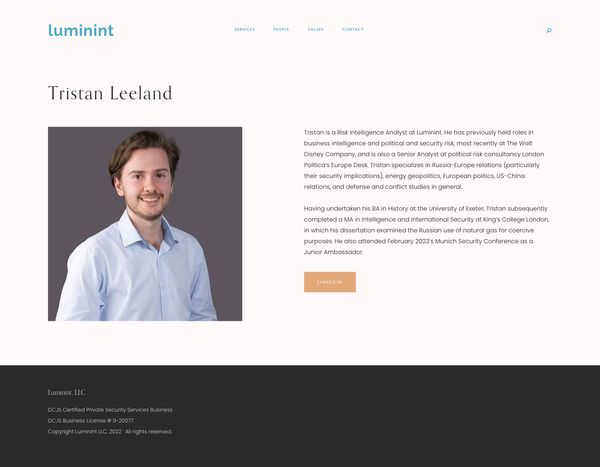 luminint
SERVICES PEOPLE VALUES CONTACT
Tristan Leeland
Tristan is a Risk Intelligence Analyst at Luminint. He has previously held roles in
business intelligence and political and security risk, most recently at The Walt
Disney Company, and is also a Senior Analyst at political risk consultancy London
Politica's Europe Desk. Tristan specializes in Russia-Europe relations (particularly
their security implications), energy geopolitics, European politics, US-China
relations, and defense and conflict studies in general.
Having undertaken his BA in History at the University of Exeter, Tristan subsequently
completed a MA in Intelligence and International Security at King's College London,
in which his dissertation examined the Russian use of natural gas for coercive
purposes. He also attended February 2023's Munich Security Conference as a
Junior Ambassador.
LINKEDIN
Luminint, LLC
DCJS Certified Private Security Services Business
DCJS Business License # 11-20077
Copyright Luminint LLC, 2022. All rights reserved.